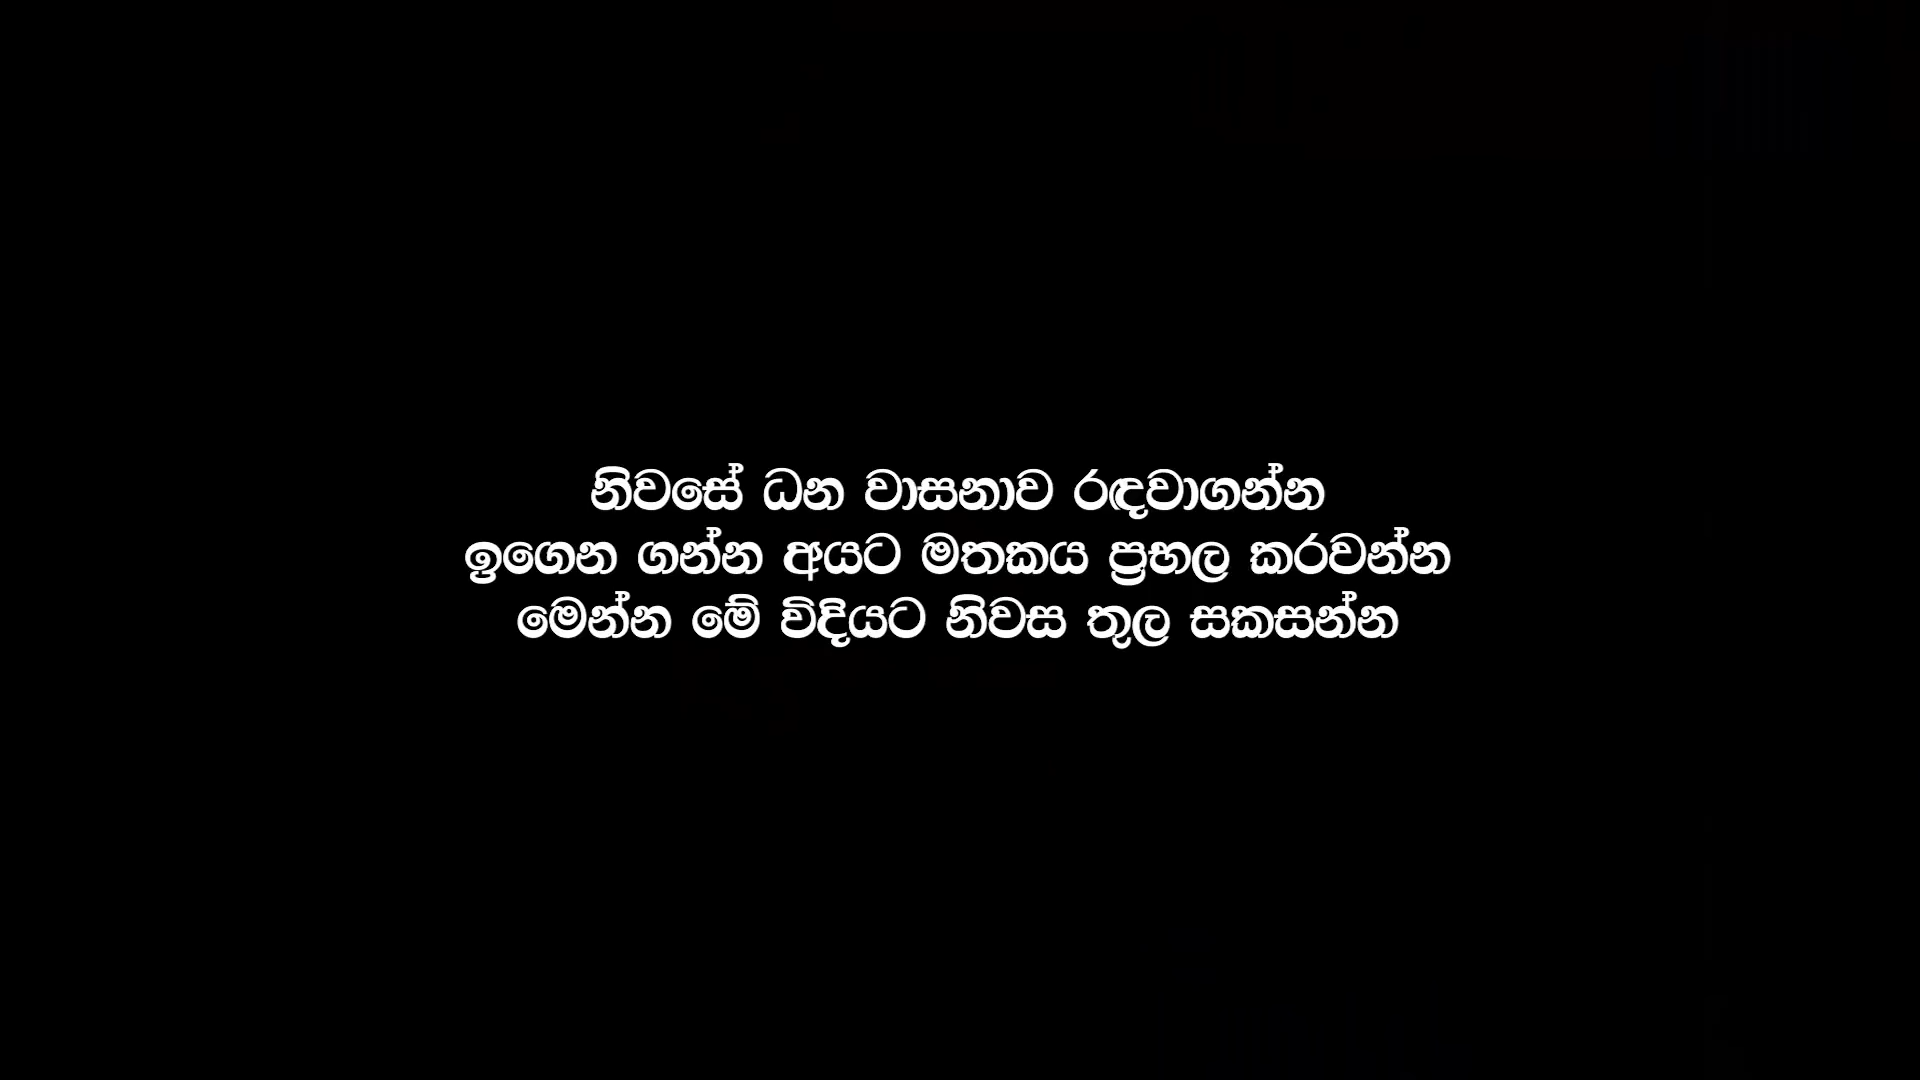 නිවසේ ධන වාසනාව රඳවාගන්න
ඉගෙන ගන්න අයට මතකය ප්‍රභල කරවන්න
මෙන්න මේ විදියට නිවස තුල සකසන්න